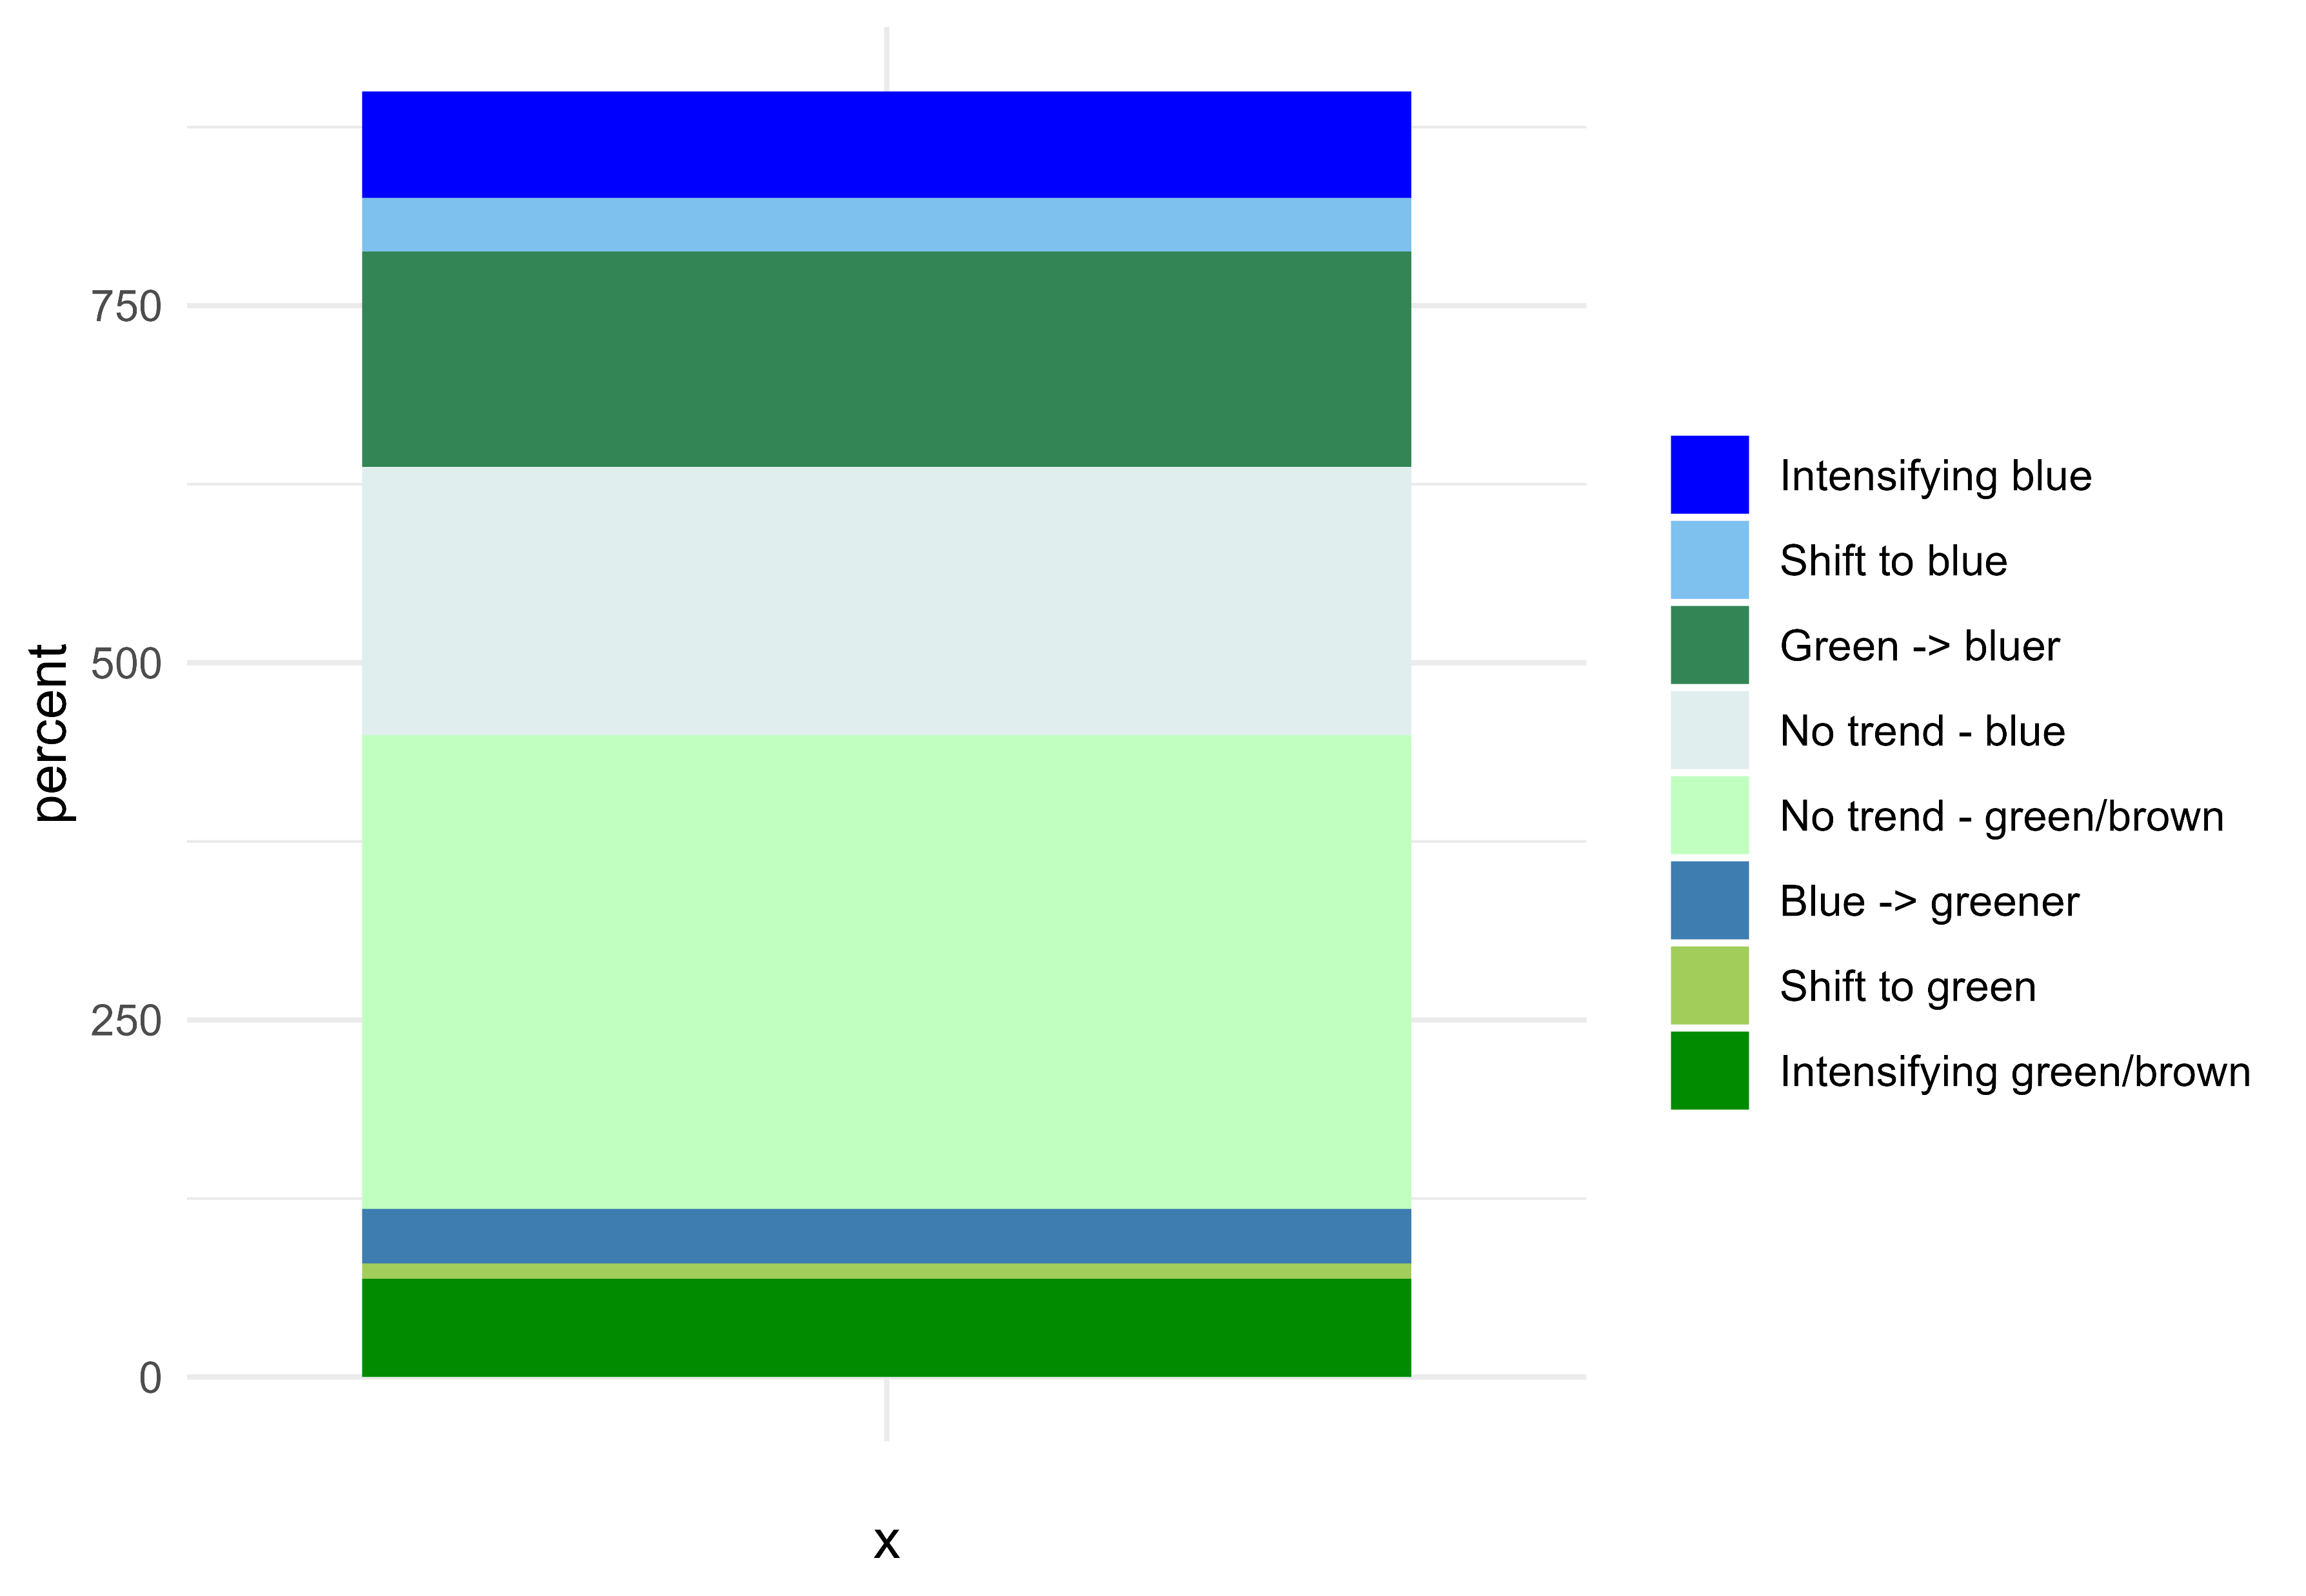 750
500
250
0
percent
x
Intensifying blue
Shift to blue
Green -> bluer
No trend - blue
No trend - green/brown
Blue -> greener
Shift to green
Intensifying green/brown